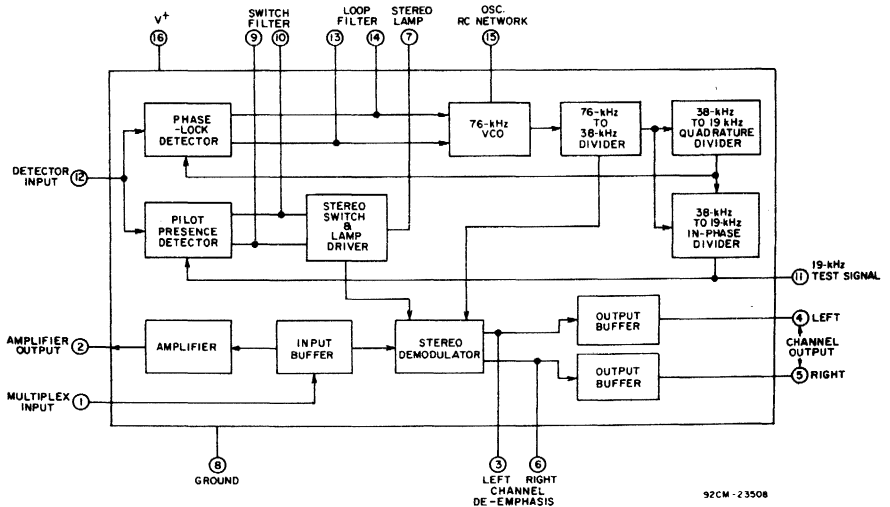 V+
16
SWITCH
FILTER
9
10
LOOP
FILTER
13
14
STEREO
LAMP
7
OSC.
RC NETWORK
15
PHASE
-LOCK
DETECTOR
76-kHz
VCO
76-kHz
TO
38-kHz
DIVIDER
38-kHz
TO 19 kHz
QUADRATURE
DIVIDER
DETECTOR
INPUT
12
PILOT
PRESENCE
DETECTOR
STEREO
SWITCH
&
LAMP
DRIVER
38-kHz
TO 19-kHz
IN-PHASE
DIVIDER
11
19-kHz
TEST SIGNAL
AMPLIFIER
OUTPUT
2
AMPLIFIER
INPUT
BUFFER
STEREO
DEMODULATOR
OUTPUT
BUFFER
4
LEFT
CHANNEL
OUTPUT
OUTPUT
BUFFER
5
RIGHT
MULTIPLEX
INPUT
1
8
GROUND
3
6
LEFT RIGHT
CHANNEL
DE-EMPHASIS
92CM-23508